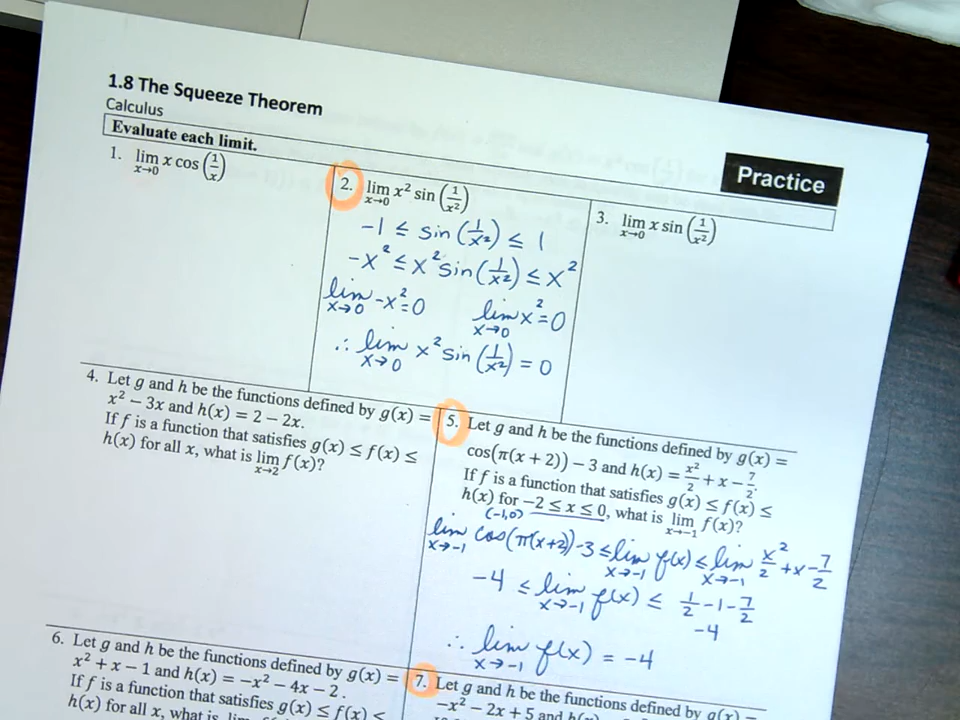 1.8 The Squeeze Theorem
Calculus
Evaluate each limit.
Practice
1. lim x→0 x cos (1/x)
2. lim x→0 x² sin (1/x²)
-1 ≤ sin (1/x²) ≤ 1
-x² ≤ x² sin (1/x²) ≤ x²
lim x→0 -x² = 0 lim x→0 x² = 0
∴ lim x→0 x² sin (1/x²) = 0
3. lim x→0 x sin (1/x²)
4. Let g and h be the functions defined by g(x) =
x² − 3x and h(x) = 2 − 2x.
If f is a function that satisfies g(x) ≤ f(x) ≤
h(x) for all x, what is lim x→2 f(x)?
5. Let g and h be the functions defined by g(x) =
cos(π(x + 2)) − 3 and h(x) = x²/2 + x − 7/2.
If f is a function that satisfies g(x) ≤ f(x) ≤
h(x) for −2 ≤ x ≤ 0, what is lim x→−1 f(x)?
(-1,0)
lim x→-1 cos(π(x+2))-3 ≤ lim x→-1 f(x) ≤ lim x→-1 x²/2 + x - 7/2
-4 ≤ lim x→-1 f(x) ≤ 1/2 - 1 - 7/2
-4
∴ lim x→-1 f(x) = -4
6. Let g and h be the functions defined by g(x) =
x² + x − 1 and h(x) = −x² − 4x − 2.
If f is a function that satisfies g(x) ≤ f(x) ≤
h(x) for all x, what is lim
7. Let g and h be the functions defined by g(x) =
−x² − 2x + 5 and h(x)